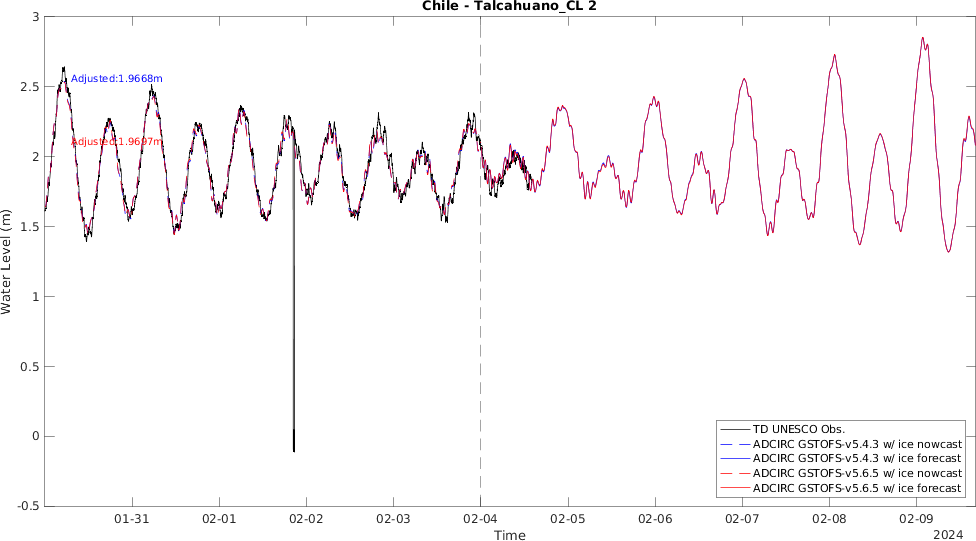 Chile - Talcahuano_CL 2
3
2.5
2
1.5
1
0.5
0
-0.5
Water Level (m)
Adjusted:1.9668m
Adjusted:1.9697m
TD UNESCO Obs.
ADCIRC GSTOFS-v5.4.3 w/ ice nowcast
ADCIRC GSTOFS-v5.4.3 w/ ice forecast
ADCIRC GSTOFS-v5.6.5 w/ ice nowcast
ADCIRC GSTOFS-v5.6.5 w/ ice forecast
01-31 02-01 02-02 02-03 02-04 02-05 02-06 02-07 02-08 02-09
Time
2024